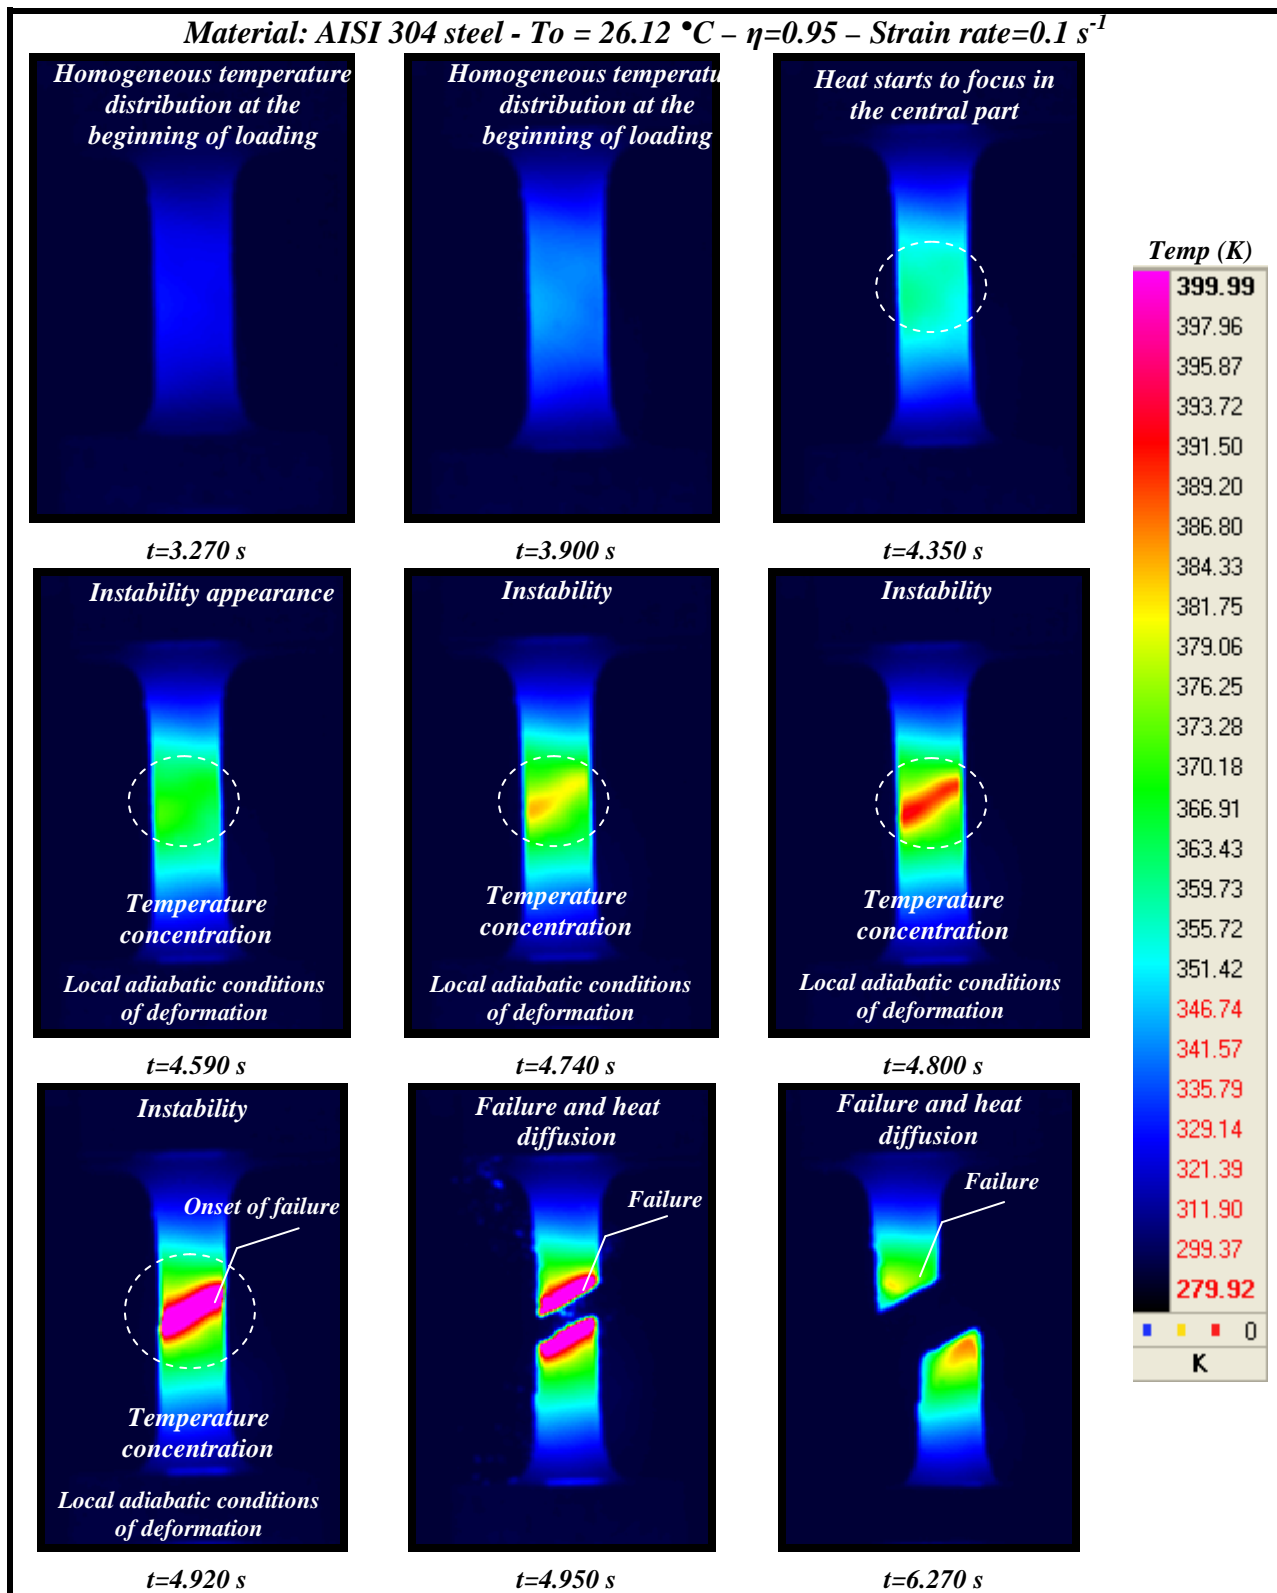 Material: AISI 304 steel - To = 26.12 °C – η=0.95 – Strain rate=0.1 s-1
Homogeneous temperature
distribution at the
beginning of loading
Homogeneous temperatu
distribution at the
beginning of loading
Heat starts to focus in
the central part
t=3.270 s
t=3.900 s
t=4.350 s
Instability appearance
Temperature
concentration
Local adiabatic conditions
of deformation
Instability
Temperature
concentration
Local adiabatic conditions
of deformation
Instability
Temperature
concentration
Local adiabatic conditions
of deformation
t=4.590 s
t=4.740 s
t=4.800 s
Instability
Onset of failure
Temperature
concentration
Local adiabatic conditions
of deformation
Failure and heat
diffusion
Failure
Failure and heat
diffusion
Failure
t=4.920 s
t=4.950 s
t=6.270 s
Temp (K)
399.99
397.96
395.87
393.72
391.50
389.20
386.80
384.33
381.75
379.06
376.25
373.28
370.18
366.91
363.43
359.73
355.72
351.42
346.74
341.57
335.79
329.14
321.39
311.90
299.37
279.92
0
K